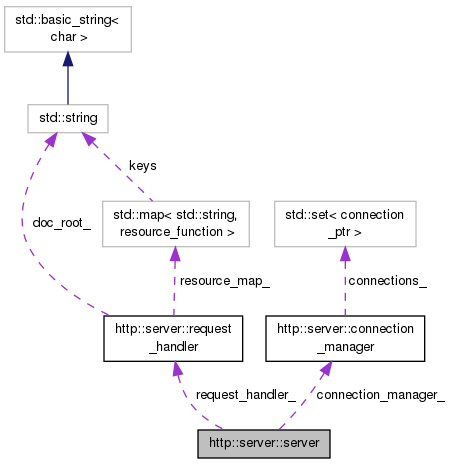 std::basic_string<
char >
std::string
keys
doc_root_
std::map< std::string,
resource_function >
std::set< connection
_ptr >
resource_map_
connections_
http::server::request
_handler
http::server::connection
_manager
request_handler_
connection_manager_
http::server::server